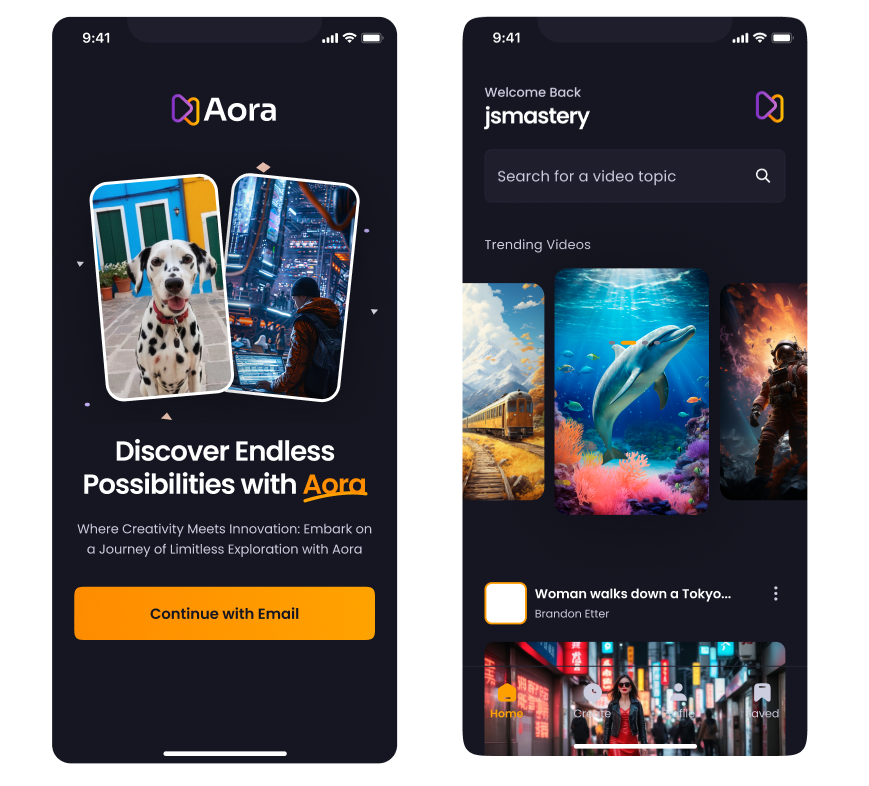 9:41
Aora
Discover Endless
Possibilities with Aora
Where Creativity Meets Innovation: Embark on
a Journey of Limitless Exploration with Aora
Continue with Email
9:41
Welcome Back
jsmastery
Search for a video topic
Trending Videos
Woman walks down a Tokyo...
Brandon Etter
Home
Create